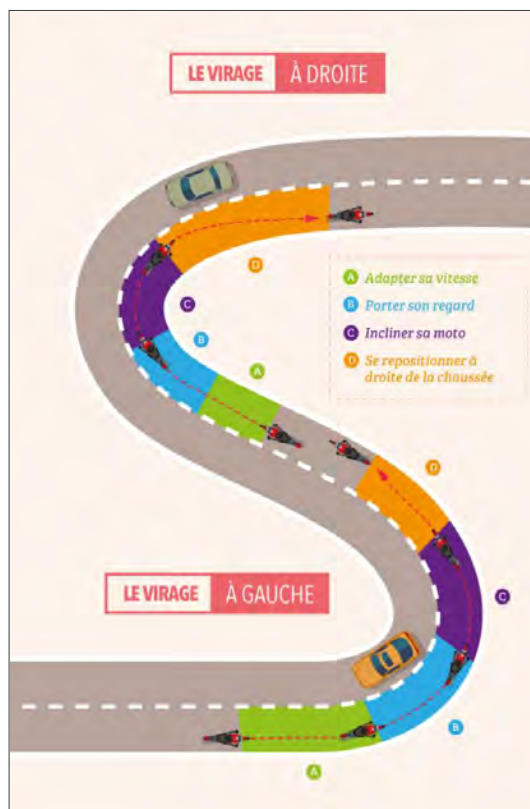 LE VIRAGE À DROITE
D
C
B
A
A Adapter sa vitesse
B Porter son regard
C Incliner sa moto
D Se repositionner à
droite de la chaussée
D
LE VIRAGE À GAUCHE
C
B
A